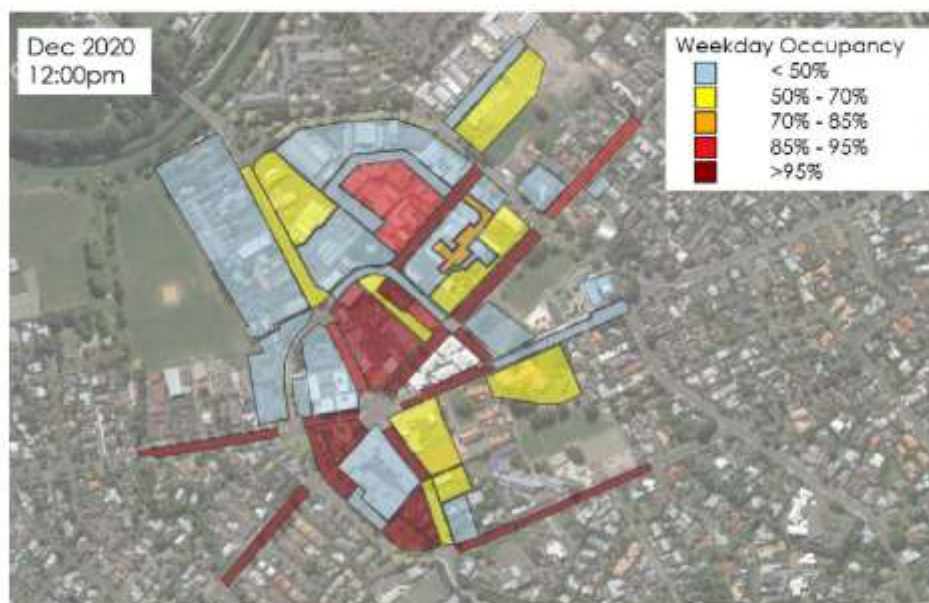 Dec 2020
12:00pm
Weekday Occupancy
< 50%
50% - 70%
70% - 85%
85% - 95%
>95%